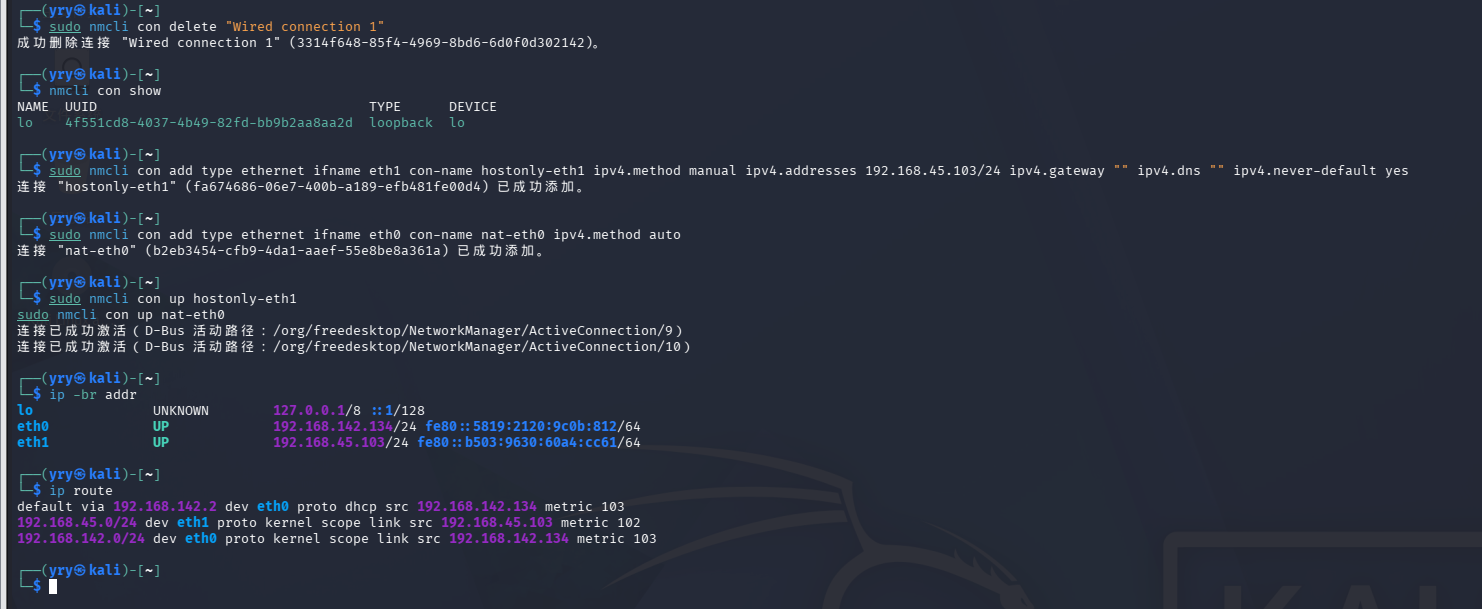 ┌──(yry㉿kali)-[~]
└─$ sudo nmcli con delete "Wired connection 1"
成功删除连接 "Wired connection 1" (3314f648-85f4-4969-8bd6-6d0f0d302142)。
┌──(yry㉿kali)-[~]
└─$ nmcli con show
NAME  UUID                                  TYPE      DEVICE
lo    4f551cd8-4037-4b49-82fd-bb9b2aa8aa2d  loopback  lo
┌──(yry㉿kali)-[~]
└─$ sudo nmcli con add type ethernet ifname eth1 con-name hostonly-eth1 ipv4.method manual ipv4.addresses 192.168.45.103/24 ipv4.gateway "" ipv4.dns "" ipv4.never-default yes
连接 "hostonly-eth1" (fa674686-06e7-400b-a189-efb481fe00d4) 已成功添加。
┌──(yry㉿kali)-[~]
└─$ sudo nmcli con add type ethernet ifname eth0 con-name nat-eth0 ipv4.method auto
连接 "nat-eth0" (b2eb3454-cfb9-4da1-aaef-55e8be8a361a) 已成功添加。
┌──(yry㉿kali)-[~]
└─$ sudo nmcli con up hostonly-eth1
sudo nmcli con up nat-eth0
连接已成功激活（D-Bus 活动路径：/org/freedesktop/NetworkManager/ActiveConnection/9）
连接已成功激活（D-Bus 活动路径：/org/freedesktop/NetworkManager/ActiveConnection/10）
┌──(yry㉿kali)-[~]
└─$ ip -br addr
lo               UNKNOWN        127.0.0.1/8 ::1/128
eth0             UP             192.168.142.134/24 fe80::5819:2120:9c0b:812/64
eth1             UP             192.168.45.103/24 fe80::b503:9630:60a4:cc61/64
┌──(yry㉿kali)-[~]
└─$ ip route
default via 192.168.142.2 dev eth0 proto dhcp src 192.168.142.134 metric 103
192.168.45.0/24 dev eth1 proto kernel scope link src 192.168.45.103 metric 102
192.168.142.0/24 dev eth0 proto kernel scope link src 192.168.142.134 metric 103
┌──(yry㉿kali)-[~]
└─$